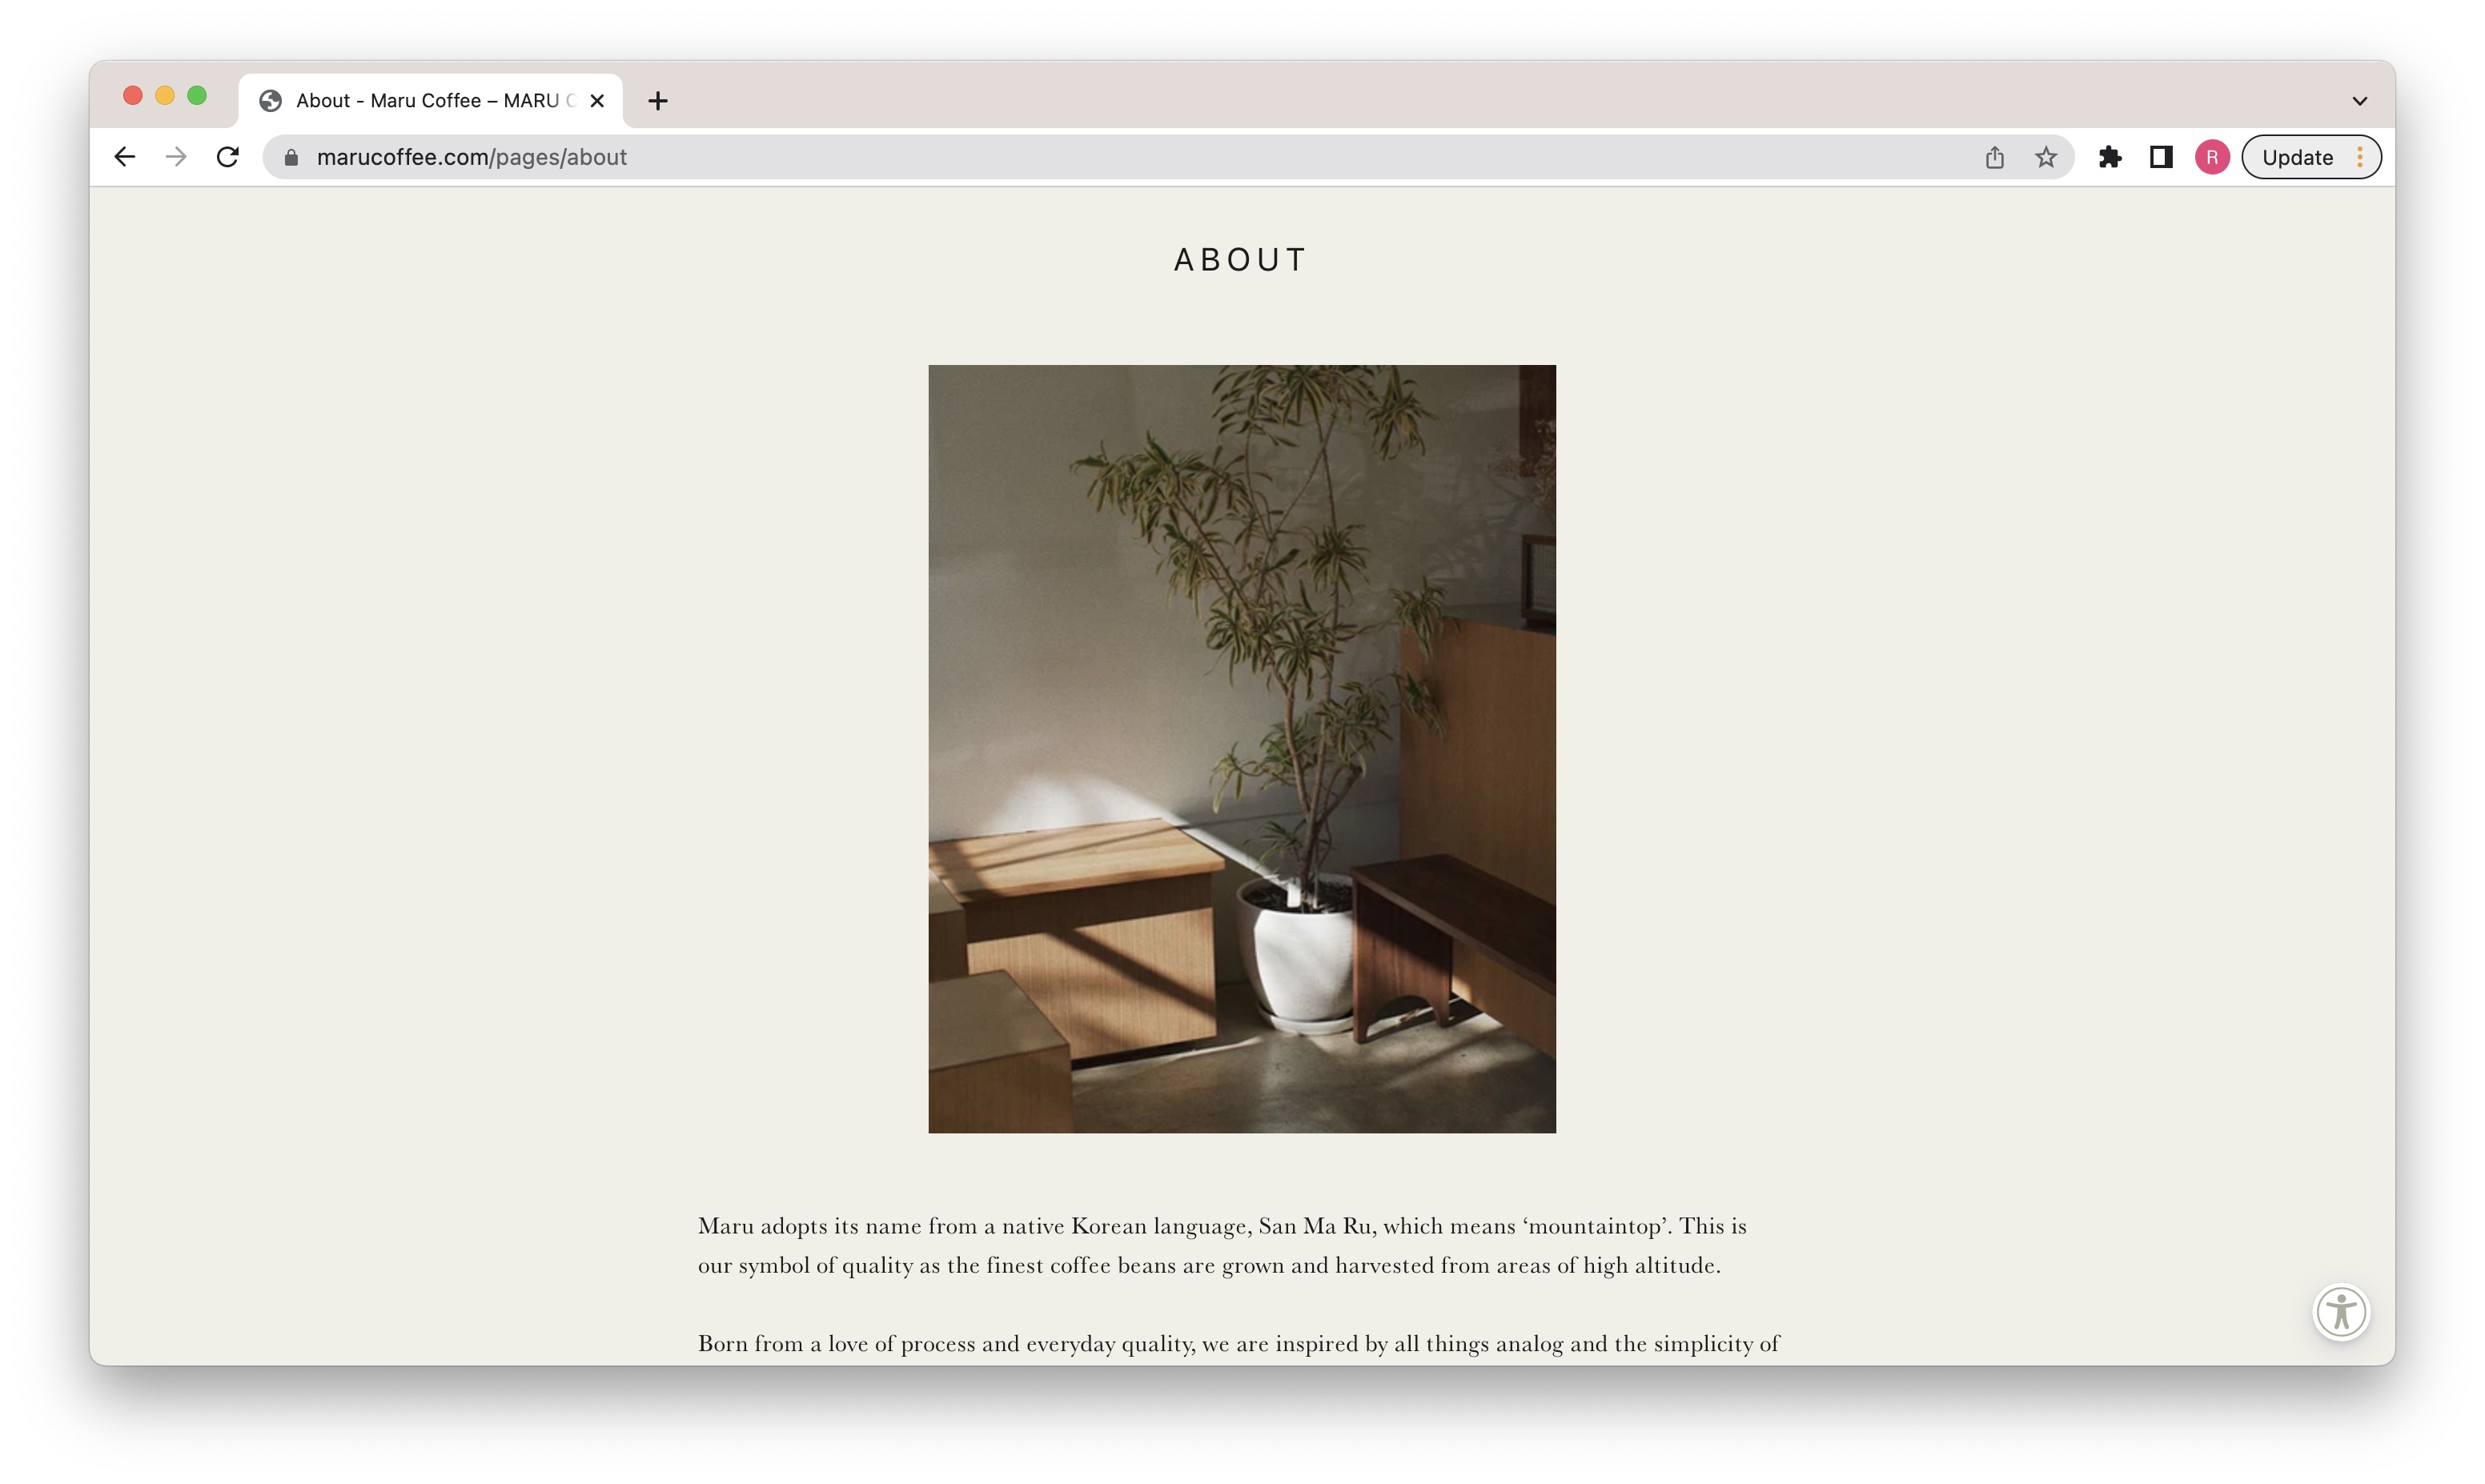 About - Maru Coffee – MARU
marucoffee.com/pages/about
R
Update
ABOUT
Maru adopts its name from a native Korean language, San Ma Ru, which means ‘mountaintop’. This is
our symbol of quality as the finest coffee beans are grown and harvested from areas of high altitude.
Born from a love of process and everyday quality, we are inspired by all things analog and the simplicity of